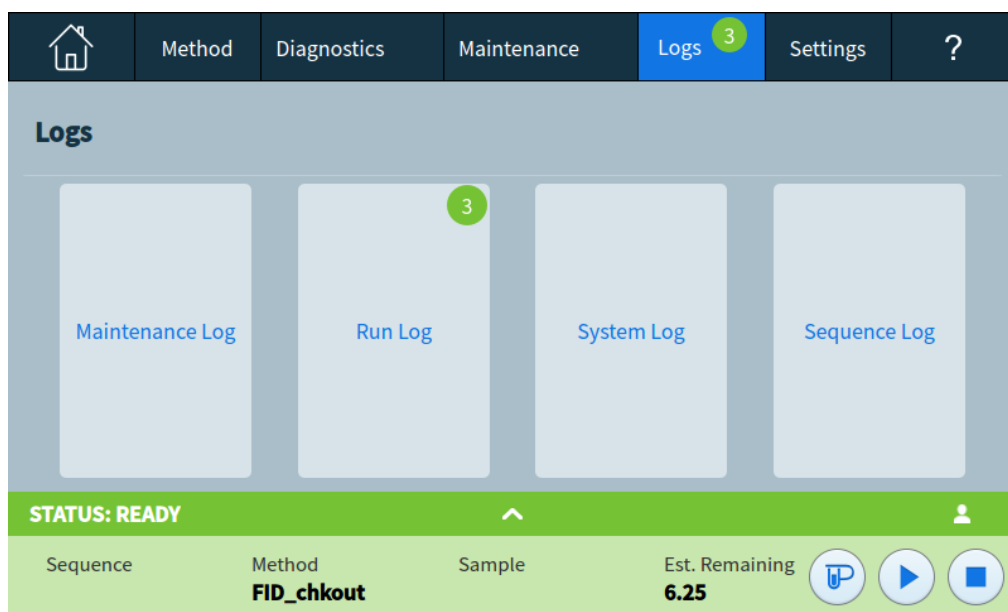 Method Diagnostics Maintenance Logs 3 Settings ?
Logs
3
Maintenance Log Run Log System Log Sequence Log
STATUS: READY
Sequence Method Sample Est. Remaining
FID_chkout 6.25